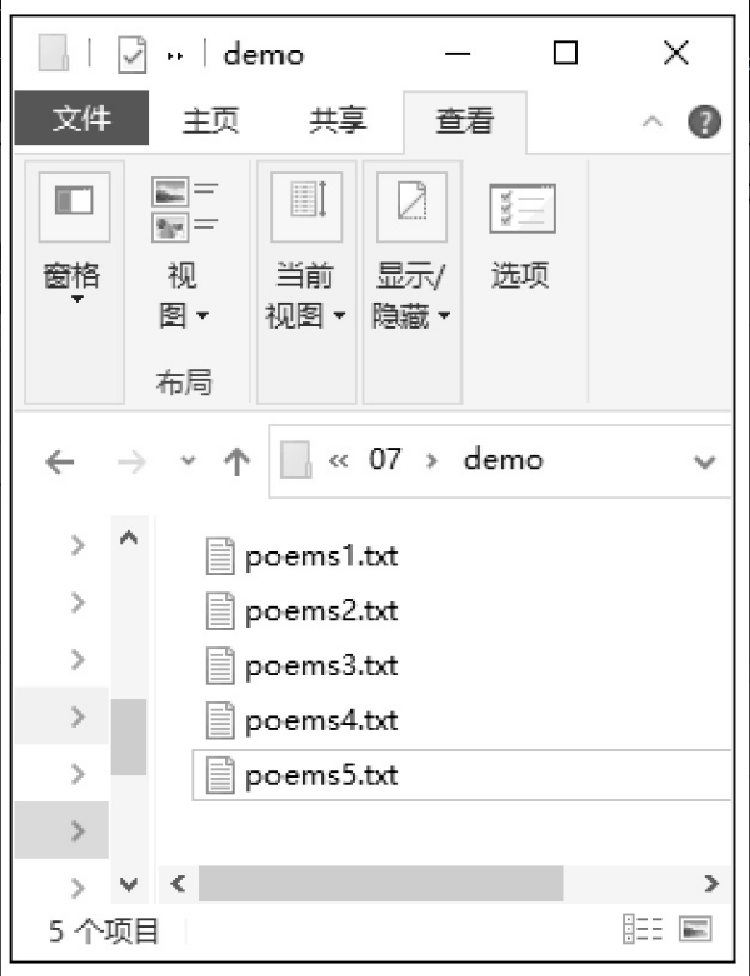 demo
文件 主页 共享 查看
窗格 视图 当前视图 显示/隐藏 选项
布局
« 07 › demo
poems1.txt
poems2.txt
poems3.txt
poems4.txt
poems5.txt
5 个项目